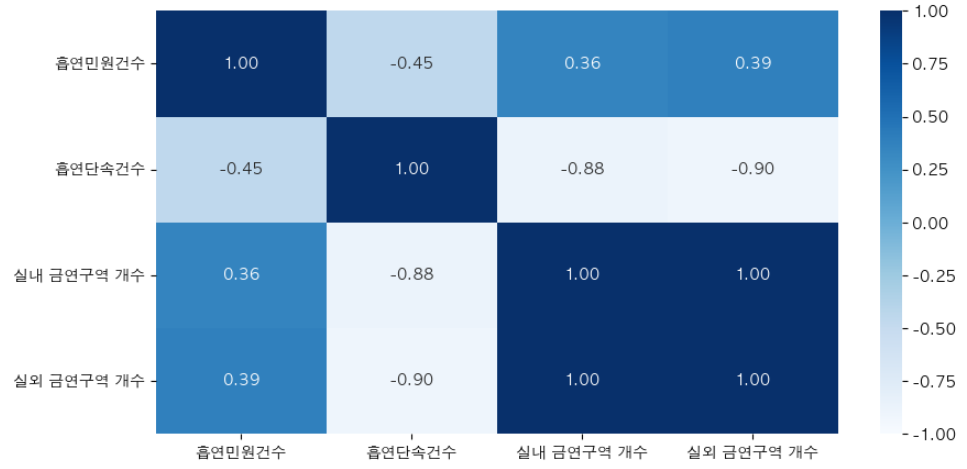 흡연민원건수 1.00 -0.45 0.36 0.39
흡연단속건수 -0.45 1.00 -0.88 -0.90
실내 금연구역 개수 0.36 -0.88 1.00 1.00
실외 금연구역 개수 0.39 -0.90 1.00 1.00
흡연민원건수 흡연단속건수 실내 금연구역 개수 실외 금연구역 개수
1.00
0.75
0.50
0.25
0.00
-0.25
-0.50
-0.75
-1.00